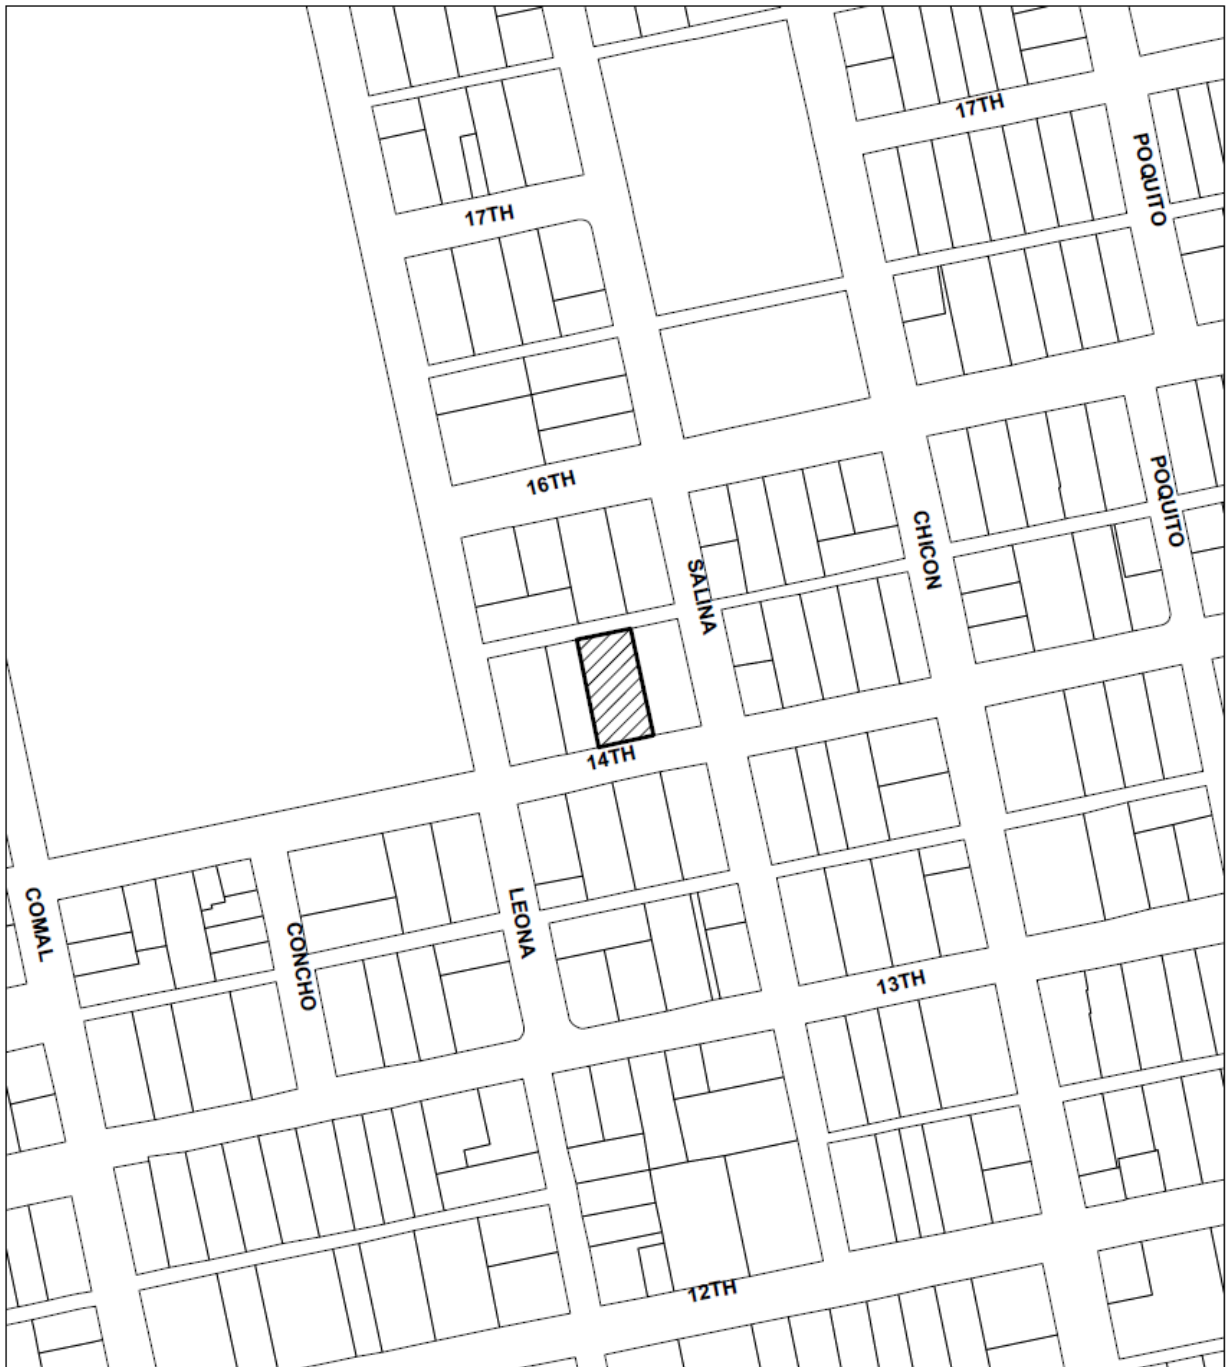 17TH
POQUITO
17TH
16TH
POQUITO
CHICON
SALINA
14TH
COMAL
LEONA
CONCHO
13TH
12TH